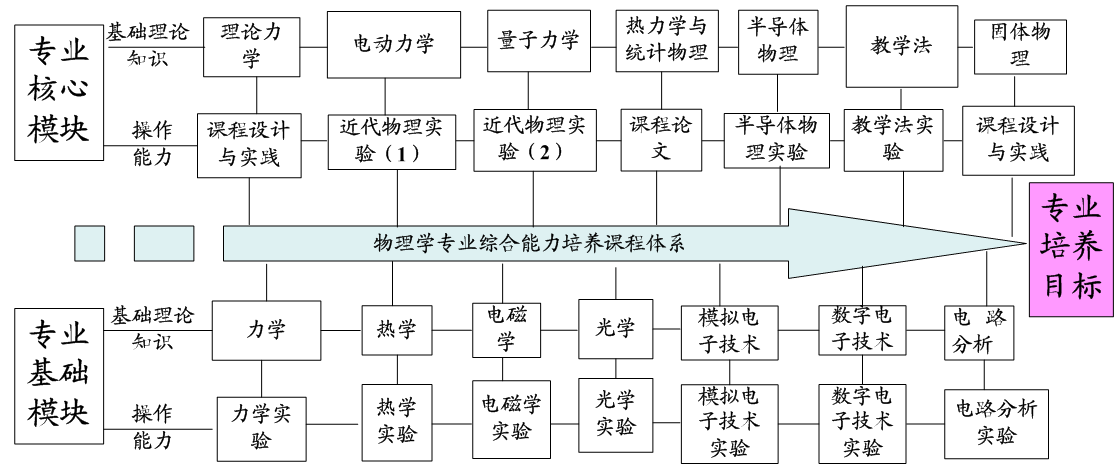 专业
核心
模块
基础理论
知识
理论力
学
电动力学
量子力学
热力学与
统计物理
半导体
物理
教学法
固体物
理
操作
能力
课程设计
与实践
近代物理实
验（1）
近代物理实
验（2）
课程论
文
半导体物
理实验
教学法实
验
课程设计
与实践
物理学专业综合能力培养课程体系
专业
培养
目标
专业
基础
模块
基础理论
知识
力学
热学
电磁
学
光学
模拟电
子技术
数字电
子技术
电 路
分析
操作
能力
力学实
验
热学
实验
电磁学
实验
光学
实验
模拟电
子技术
实验
数字电
子技术
实验
电路分析
实验